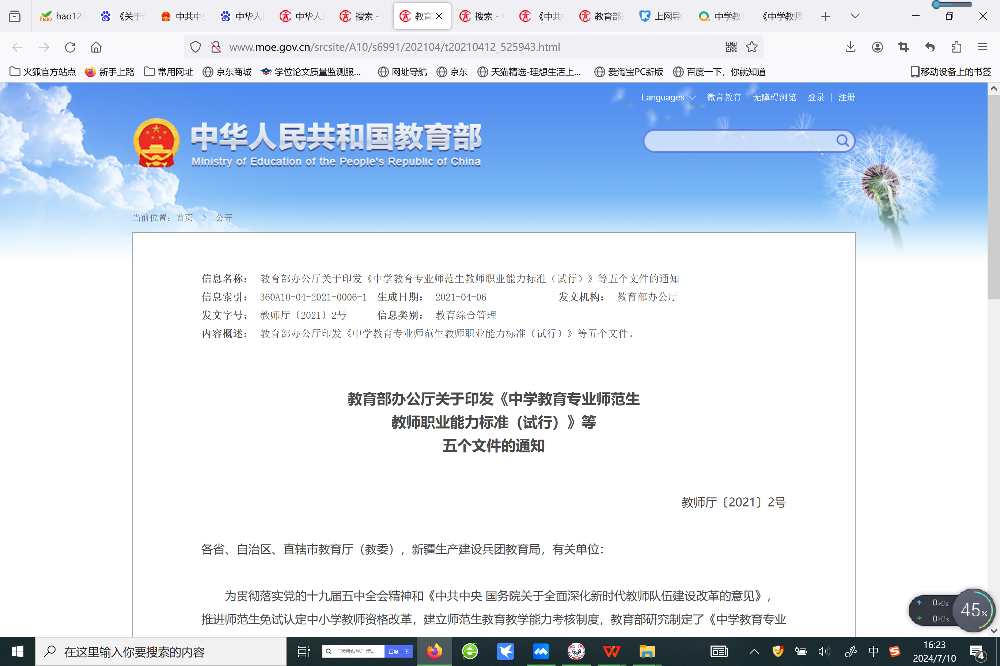 hao123
《关于全
中共中央
中华人民
中华人民
搜索 -
教育
搜索 -
《中共中
教育部
上网导航
中学教师
《中学教师
www.moe.gov.cn/srcsite/A10/s6991/202104/t20210412_525943.html
火狐官方站点 新手上路 常用网址 京东商城 学位论文质量监测服... 网址导航 京东 天猫精选-理想生活上... 爱淘宝PC新版 百度一下，你就知道 移动设备上的书签
Languages 微言教育 无障碍浏览 登录 | 注册
中华人民共和国教育部
Ministry of Education of the People's Republic of China
当前位置：首页 > 公开
信息名称： 教育部办公厅关于印发《中学教育专业师范生教师职业能力标准（试行）》等五个文件的通知
信息索引： 360A10-04-2021-0006-1 生成日期： 2021-04-06 发文机构： 教育部办公厅
发文字号： 教师厅〔2021〕2号 信息类别： 教育综合管理
内容概述： 教育部办公厅印发《中学教育专业师范生教师职业能力标准（试行）》等五个文件。
教育部办公厅关于印发《中学教育专业师范生
教师职业能力标准（试行）》等
五个文件的通知
教师厅〔2021〕2号
各省、自治区、直辖市教育厅（教委），新疆生产建设兵团教育局，有关单位：
为贯彻落实党的十九届五中全会精神和《中共中央 国务院关于全面深化新时代教师队伍建设改革的意见》，
推进师范生免试认定中小学教师资格改革，建立师范生教育教学能力考核制度，教育部研究制定了《中学教育专业
0K/s
0K/s
45%
在这里输入你要搜索的内容
“伏特台风”造... 百度一下
中
16:23
2024/7/10
4